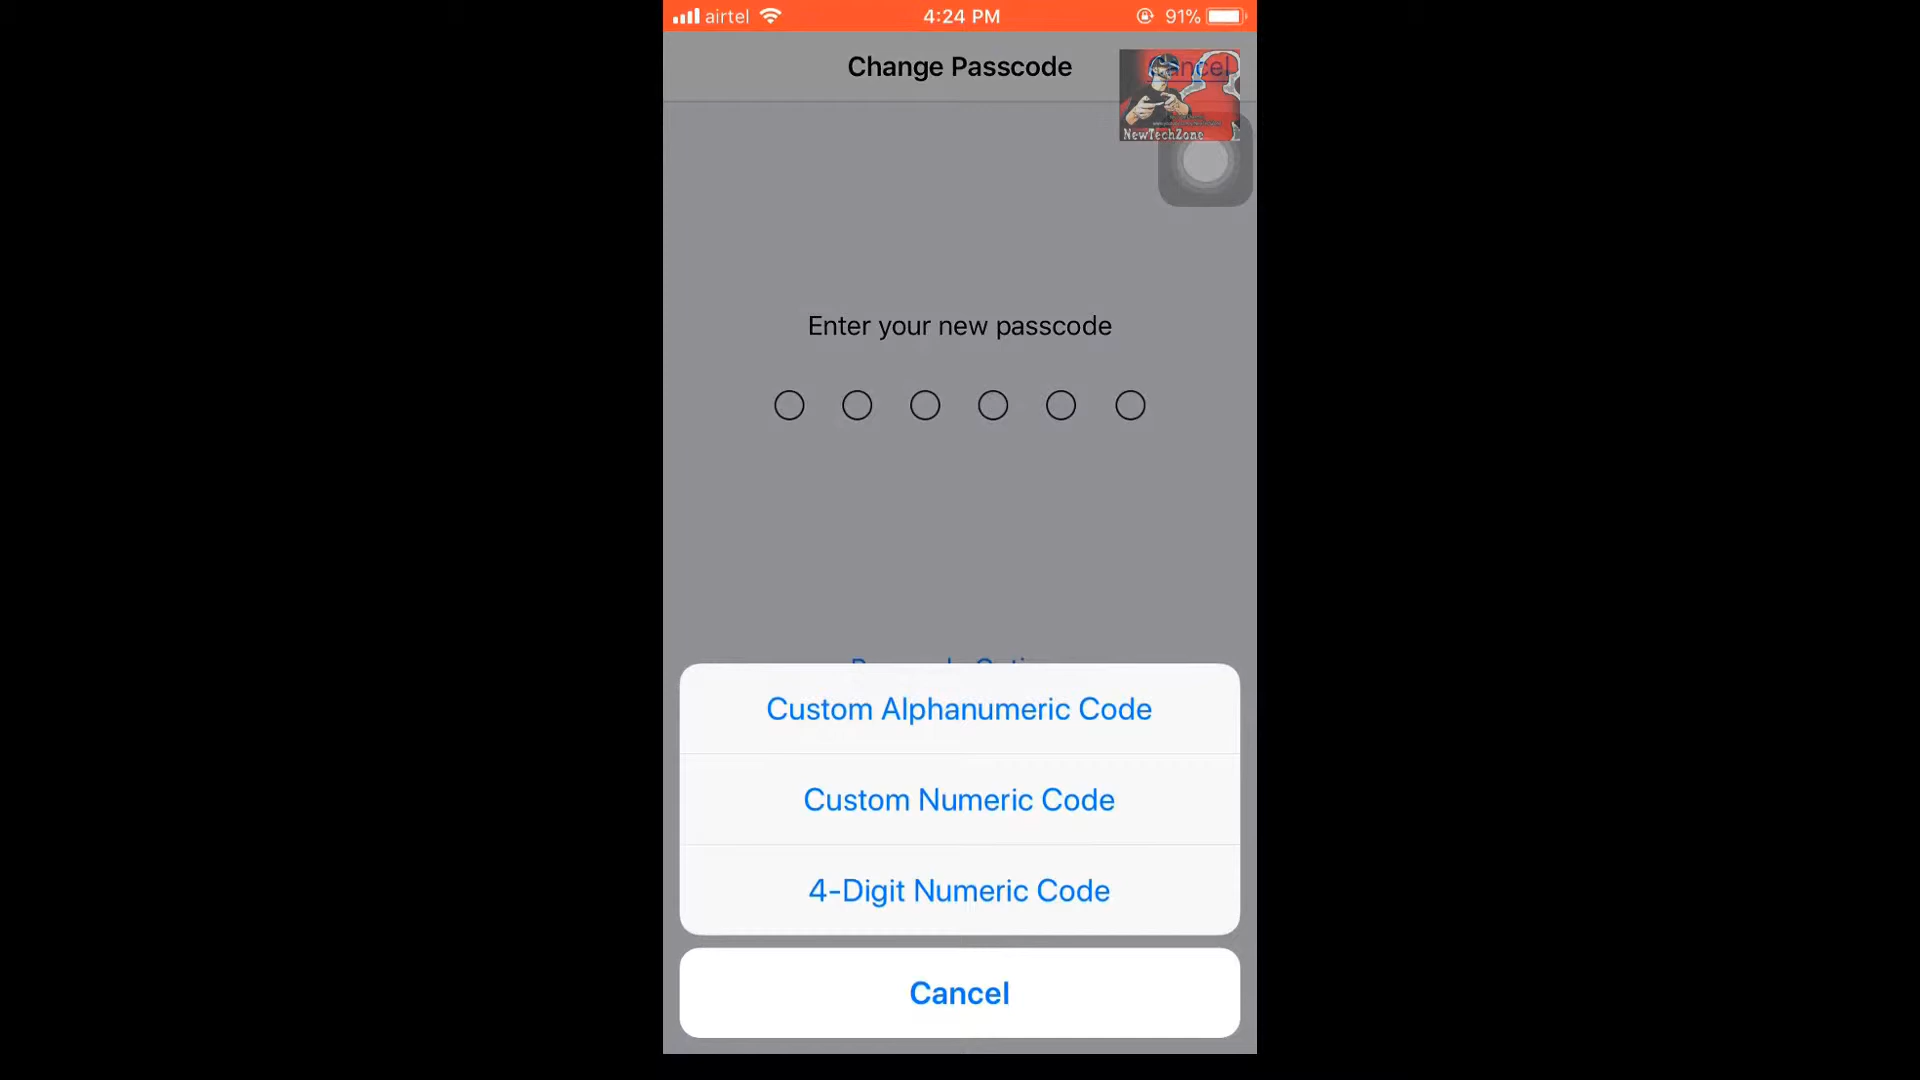 airtel 4:24 PM 91%
Change Passcode
Cancel
NewTechZone
Enter your new passcode
Custom Alphanumeric Code
Custom Numeric Code
4-Digit Numeric Code
Cancel